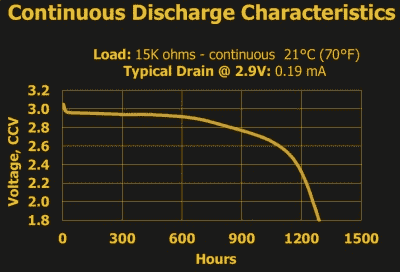 Continuous Discharge Characteristics
Load: 15K ohms - continuous 21°C (70°F)
Typical Drain @ 2.9V: 0.19 mA
Voltage, CCV
3.2
3.0
2.8
2.6
2.4
2.2
2.0
1.8
0 300 600 900 1200 1500
Hours